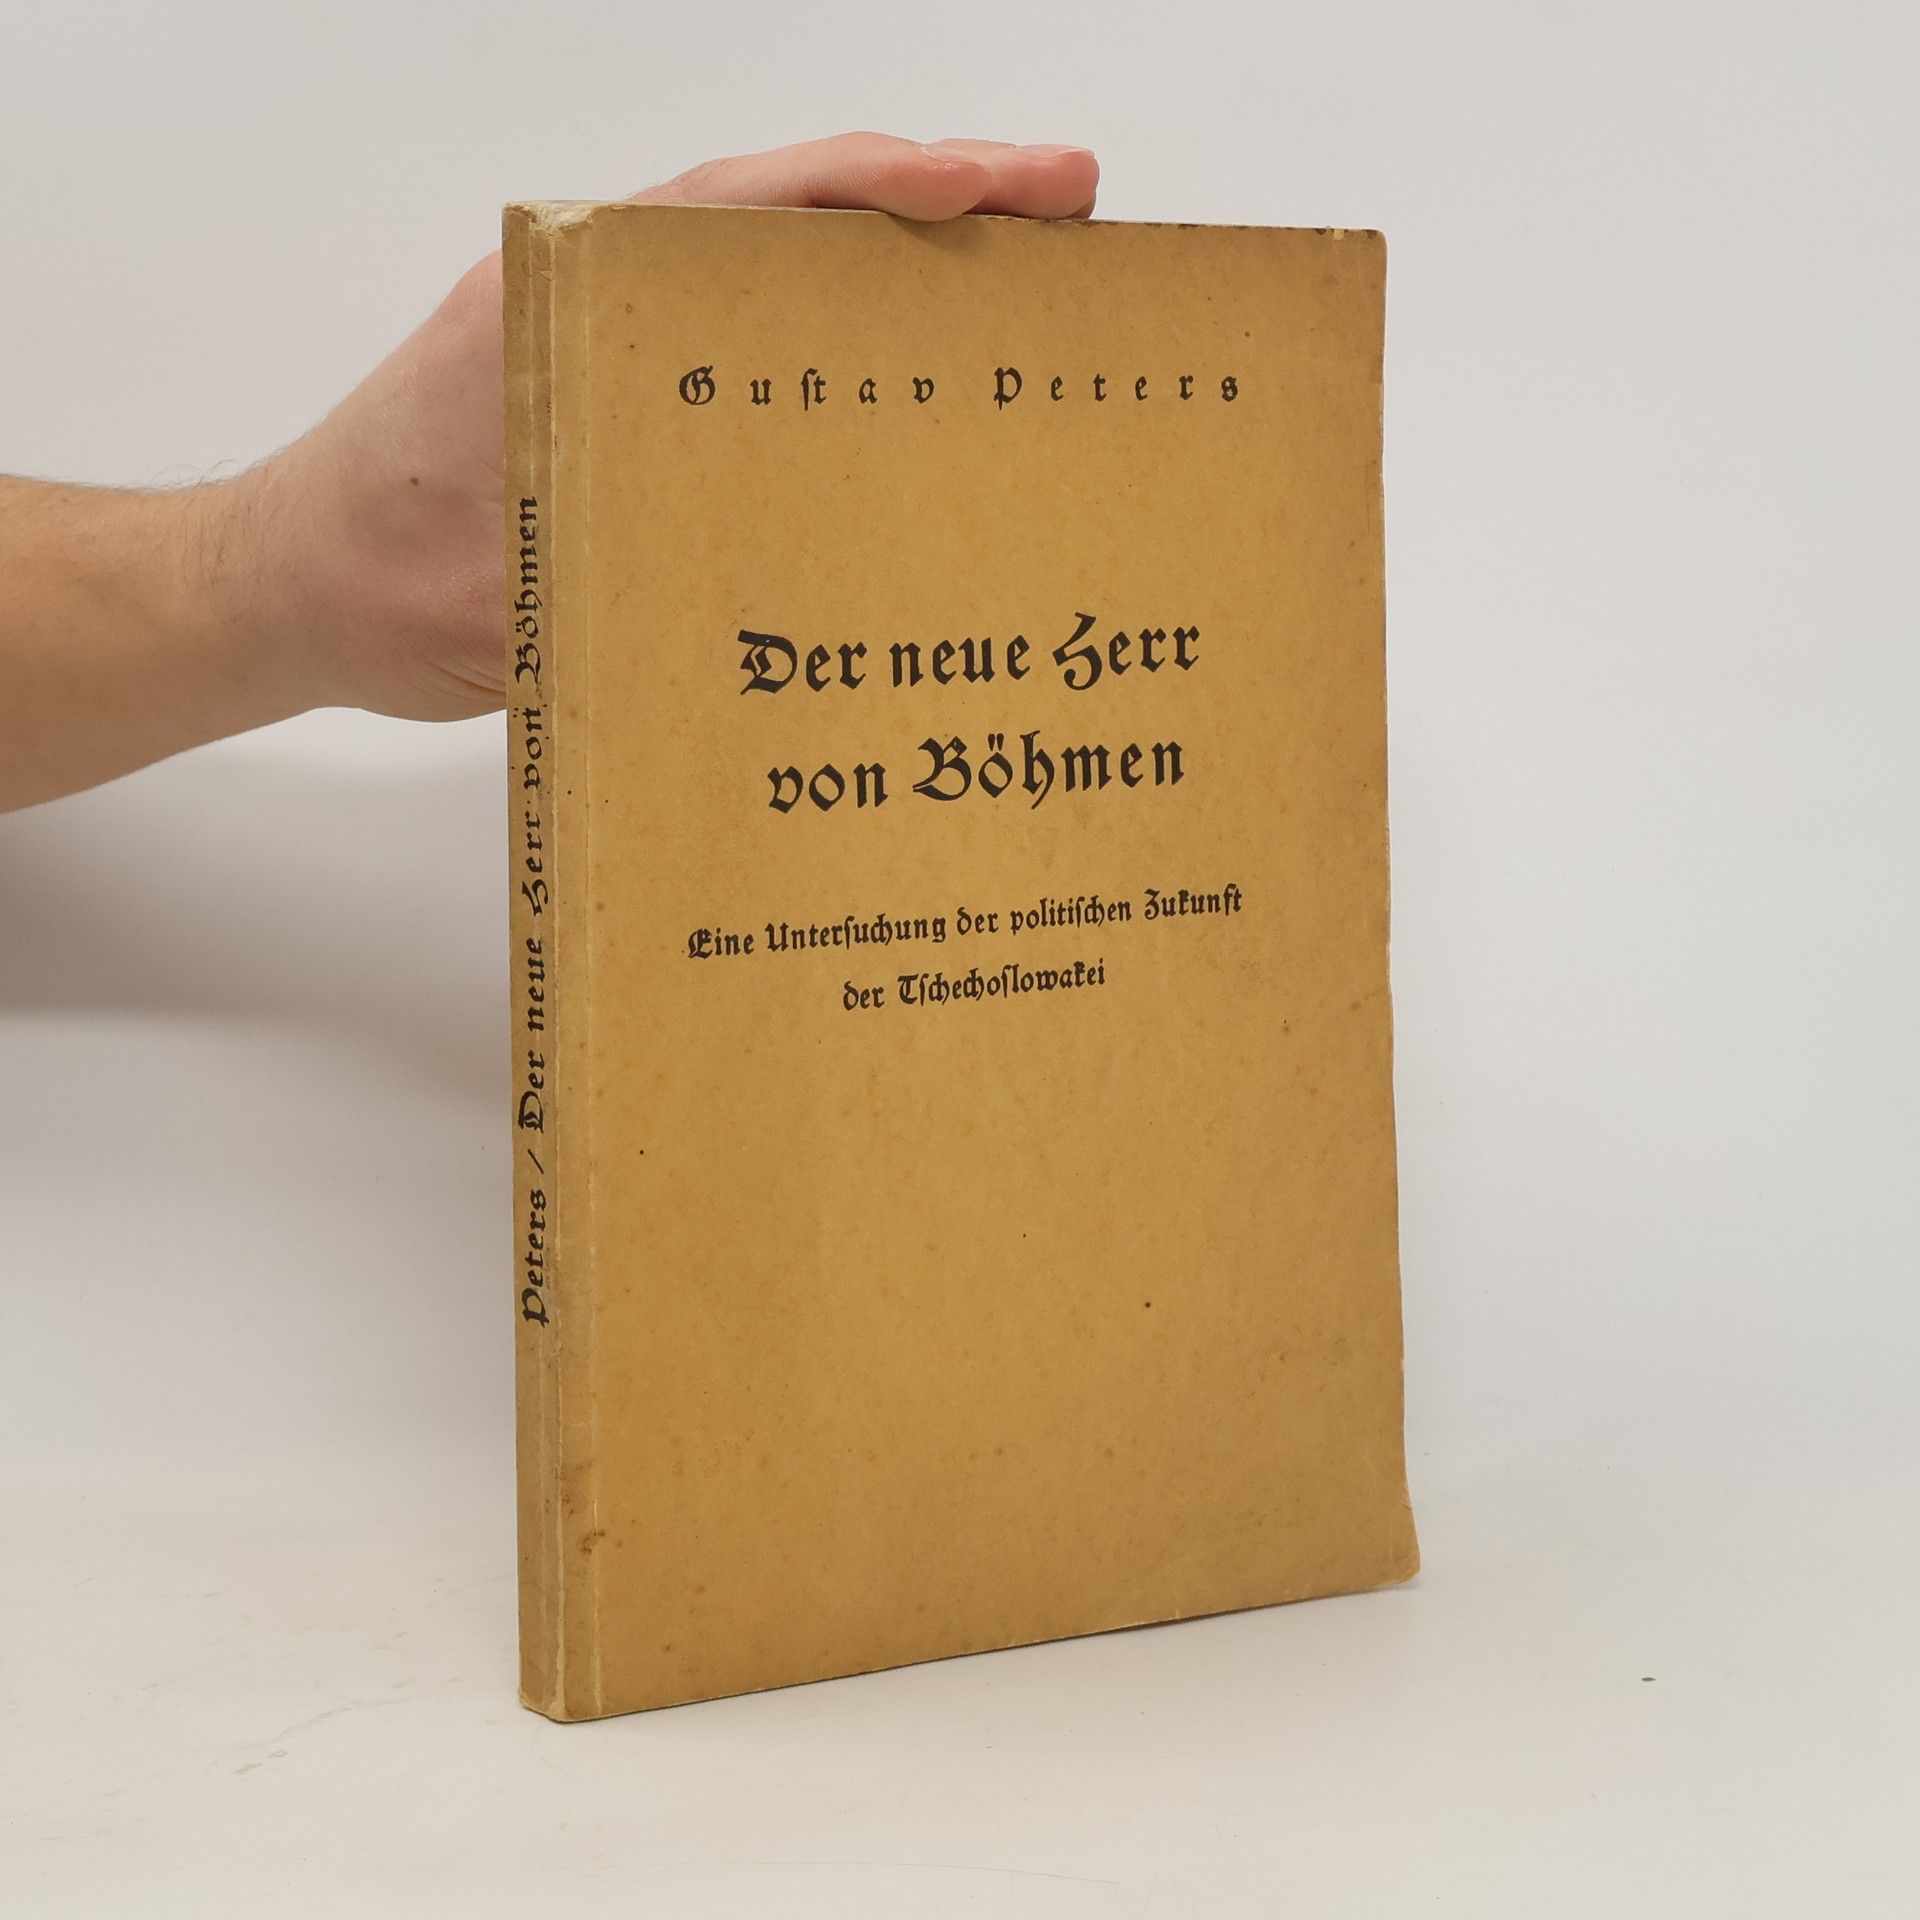 Gustav Peters
Der neue Herr
von Böhmen
Eine Untersuchung der politischen Zukunft
der Tschechoslowakei
Peters / Der neue Herr von Böhmen